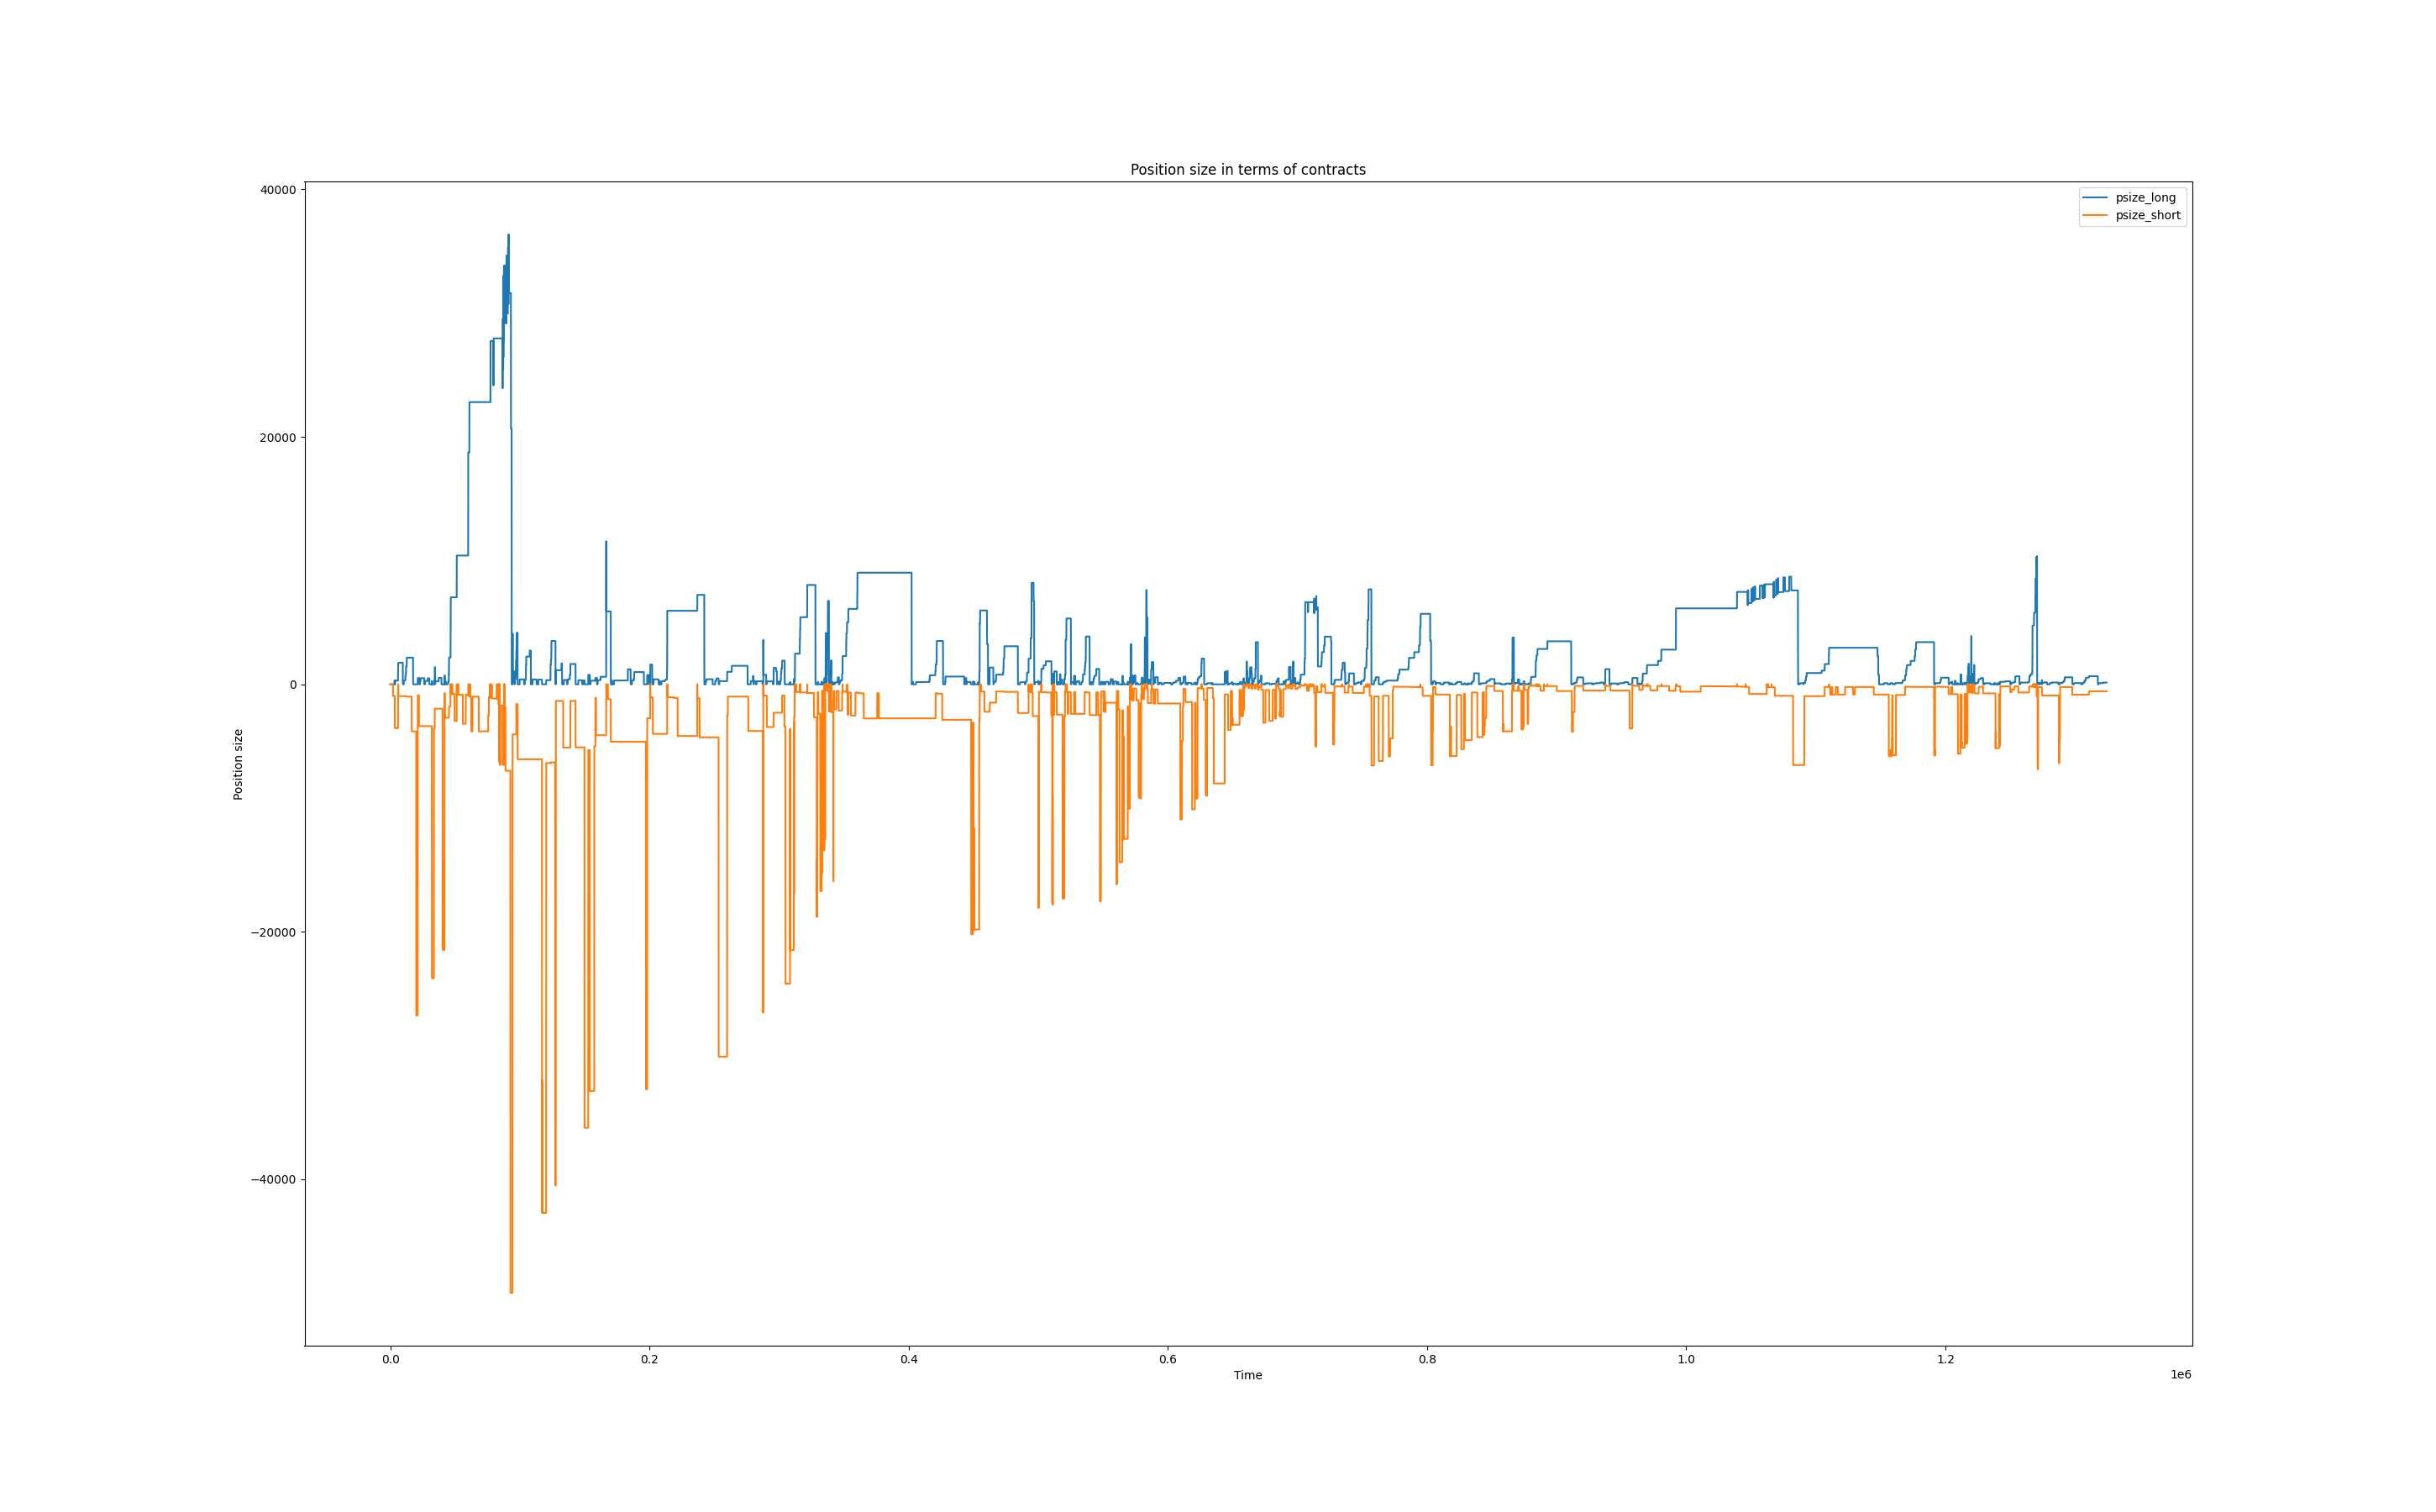 Position size in terms of contracts
psize_long
psize_short
40000
20000
0
−20000
−40000
Position size
0.0
0.2
0.4
0.6
0.8
1.0
1.2
1e6
Time